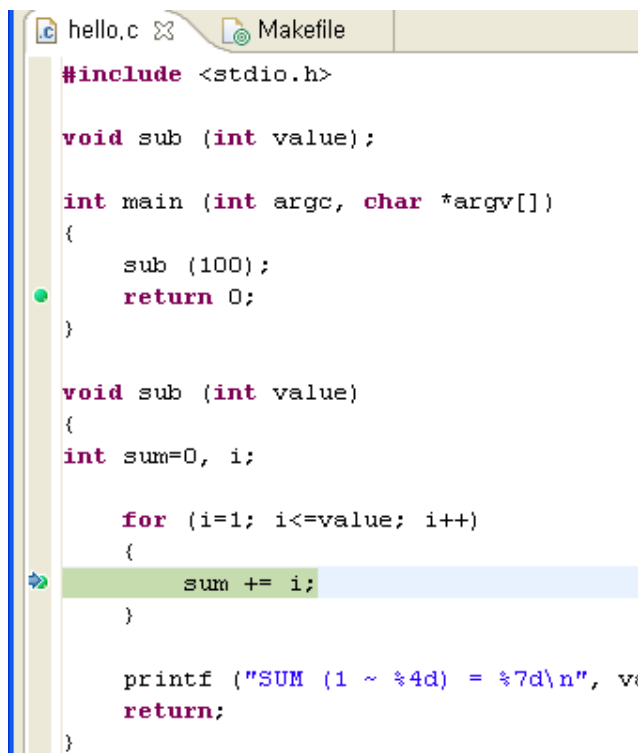 hello.c Makefile
#include <stdio.h>
void sub (int value);
int main (int argc, char *argv[])
{
sub (100);
return 0;
}
void sub (int value)
{
int sum=0, i;
for (i=1; i<=value; i++)
{
sum += i;
}
printf ("SUM (1 ~ %4d) = %7d\n",
return;
}